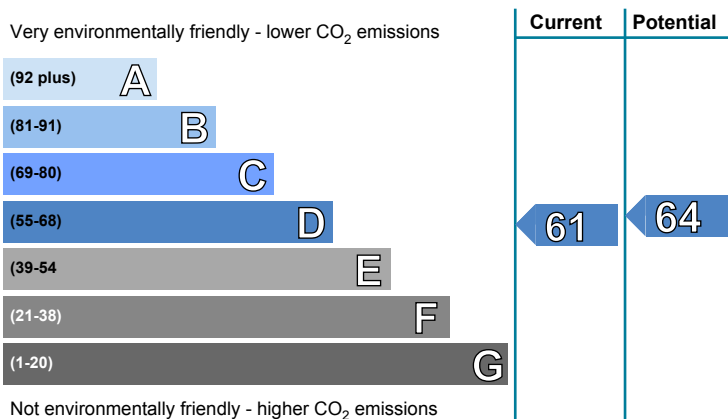 Current Potential
Very environmentally friendly - lower CO2 emissions
(92 plus) A
(81-91) B
(69-80) C
(55-68) D 61 64
(39-54 E
(21-38) F
(1-20) G
Not environmentally friendly - higher CO2 emissions